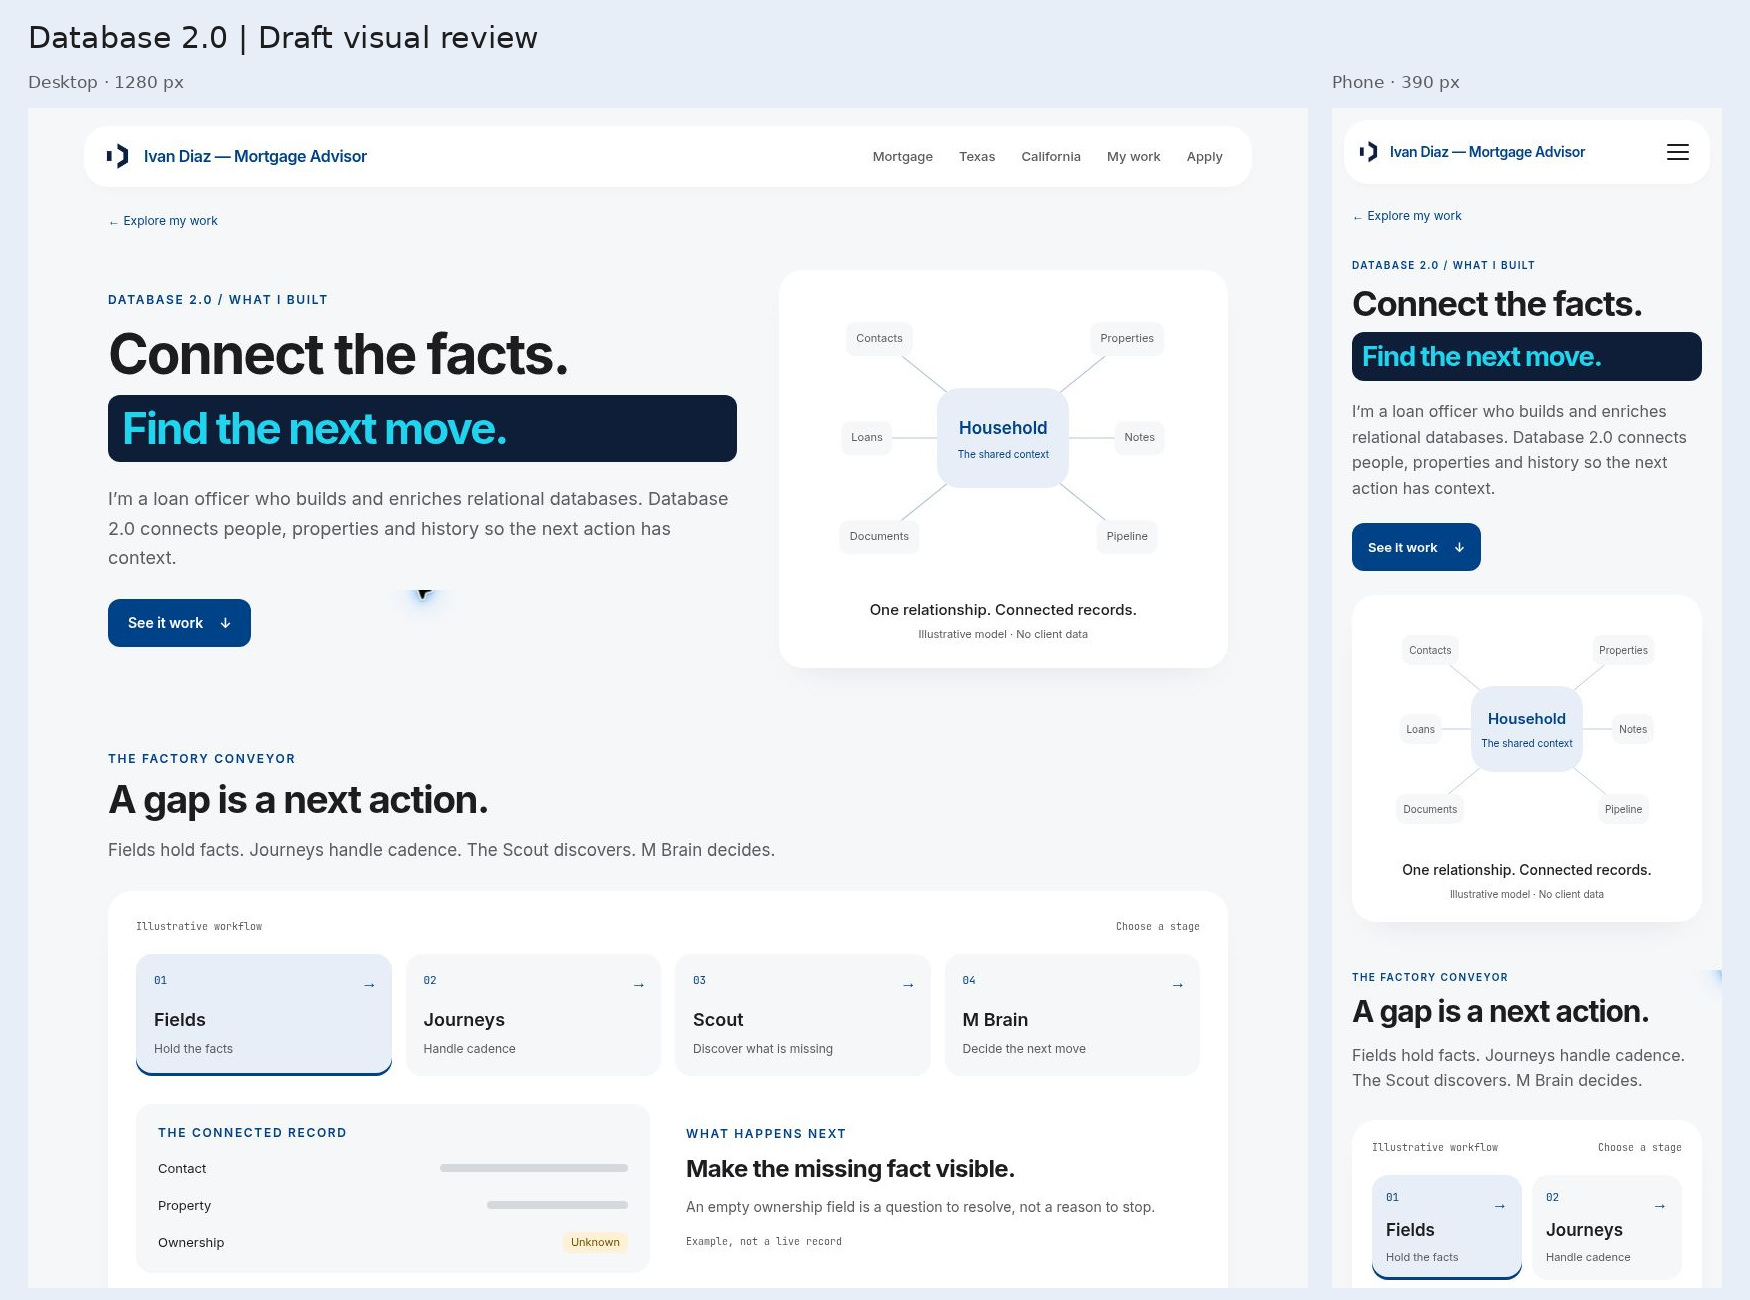 Database 2.0 | Draft visual review
Desktop · 1280 px
Ivan Diaz — Mortgage Advisor
Mortgage
Texas
California
My work
Apply
← Explore my work
DATABASE 2.0 / WHAT I BUILT
Connect the facts.
Find the next move.
I’m a loan officer who builds and enriches relational databases. Database
2.0 connects people, properties and history so the next action has
context.
See it work ↓
Contacts
Properties
Loans
Household
The shared context
Notes
Documents
Pipeline
One relationship. Connected records.
Illustrative model · No client data
THE FACTORY CONVEYOR
A gap is a next action.
Fields hold facts. Journeys handle cadence. The Scout discovers. M Brain decides.
Illustrative workflow
Choose a stage
01 →
Fields
Hold the facts
02 →
Journeys
Handle cadence
03 →
Scout
Discover what is missing
04 →
M Brain
Decide the next move
THE CONNECTED RECORD
Contact
Property
Ownership
Unknown
WHAT HAPPENS NEXT
Make the missing fact visible.
An empty ownership field is a question to resolve, not a reason to stop.
Example, not a live record
Phone · 390 px
Ivan Diaz — Mortgage Advisor
← Explore my work
DATABASE 2.0 / WHAT I BUILT
Connect the facts.
Find the next move.
I’m a loan officer who builds and enriches
relational databases. Database 2.0 connects
people, properties and history so the next
action has context.
See it work ↓
Contacts
Properties
Loans
Household
The shared context
Notes
Documents
Pipeline
One relationship. Connected records.
Illustrative model · No client data
THE FACTORY CONVEYOR
A gap is a next action.
Fields hold facts. Journeys handle cadence.
The Scout discovers. M Brain decides.
Illustrative workflow
Choose a stage
01 →
Fields
Hold the facts
02 →
Journeys
Handle cadence